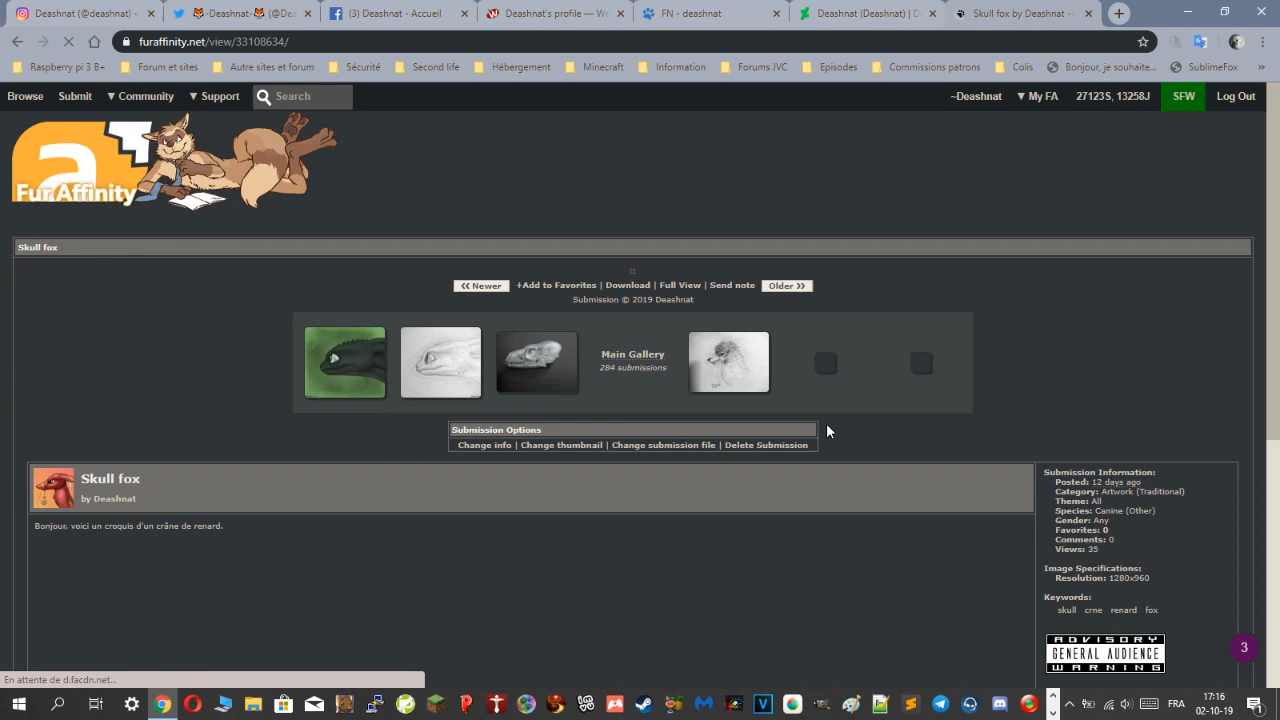 Instagram Deashnat (@deashnat) •
🦊-Deashnat-🦊 (@Dea
(3) Deashnat - Accueil
Deashnat's profile — We
FN - deashnat
Deashnat (Deashnat) | D
Skull fox by Deashnat --
furaffinity.net/view/33108634/
Raspberry pi 3 B+
Forum et sites
Autre sites et forum
Sécurité
Second life
Hébergement
Minecraft
Information
Forums JVC
Episodes
Commissions patrons
Colis
Bonjour, je souhaite...
SublimeFox
»
Browse Submit ▼ Community ▼ Support Search ~Deashnat ▼ My FA 27123S, 13258J SFW Log Out
a
Fur Affinity
Skull fox
❮❮ Newer +Add to Favorites | Download | Full View | Send note Older ❯❯
Submission © 2019 Deashnat
Main Gallery
284 submissions
Submission Options
Change info | Change thumbnail | Change submission file | Delete Submission
Skull fox
by Deashnat
Bonjour, voici un croquis d'un crâne de renard.
Submission Information:
Posted: 12 days ago
Category: Artwork (Traditional)
Theme: All
Species: Canine (Other)
Gender: Any
Favorites: 0
Comments: 0
Views: 35
Image Specifications:
Resolution: 1280x960
Keywords:
skull crne renard fox
ADVISORY
GENERAL AUDIENCE
WARNING
3
En attente de d.facdn.net...
FRA
17:16
02-10-19
1